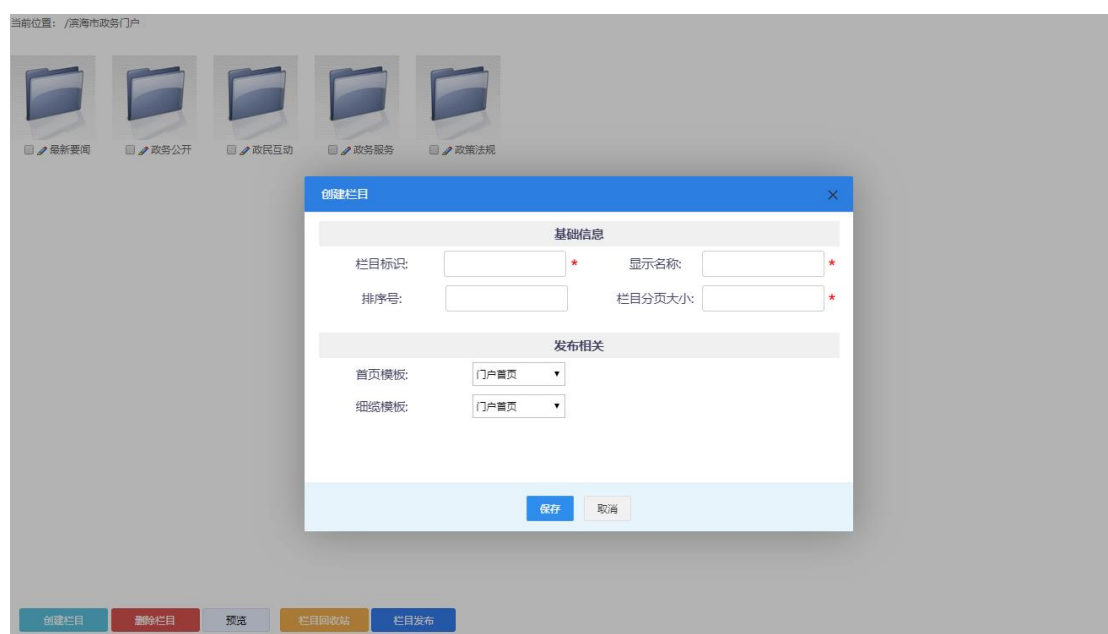 当前位置： /滨海市政务门户
最新要闻 政务公开 政民互动 政务服务 政策法规
创建栏目 ×
基础信息
栏目标识: * 显示名称: *
排序号: 栏目分页大小: *
发布相关
首页模板: 门户首页
细缆模板: 门户首页
保存 取消
创建栏目 删除栏目 预览 栏目回收站 栏目发布